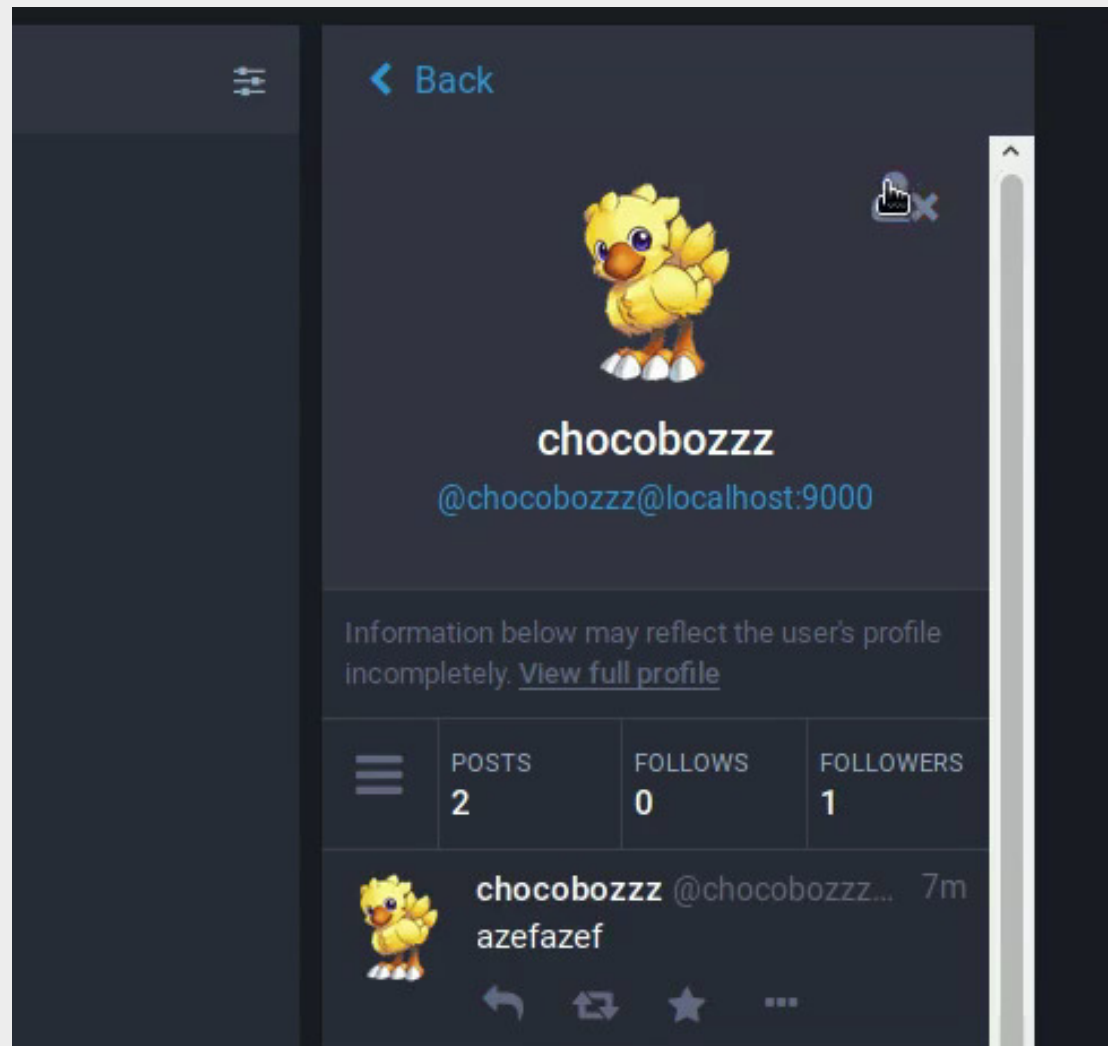 Back
chocobozzz
@chocobozzz@localhost:9000
Information below may reflect the user's profile
incompletely. View full profile
POSTS
2
FOLLOWS
0
FOLLOWERS
1
chocobozzz @chocobozzz... 7m
azefazef